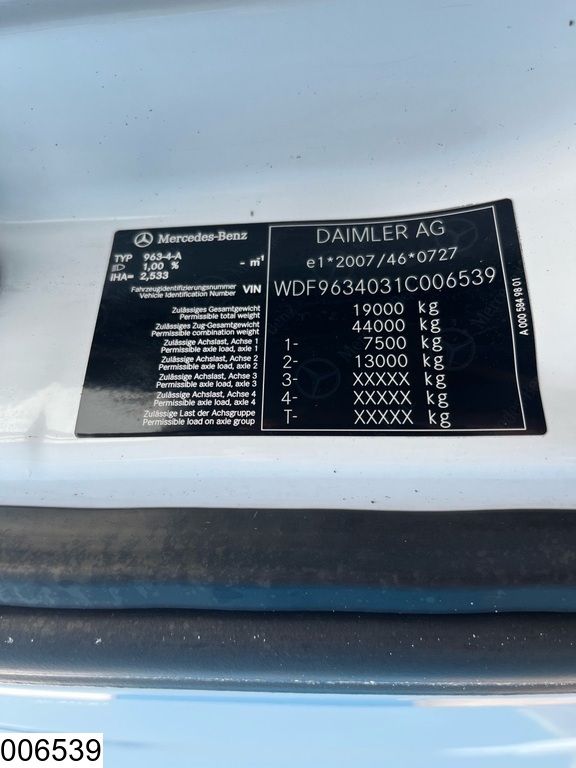 Mercedes-Benz
TYP 963-4-A
1,00 % - m⁻¹
iHA= 2,533
Fahrzeugidentifizierungsnummer
Vehicle Identification Number VIN
DAIMLER AG
e1*2007/46*0727
WDF9634031C006539
Zulässiges Gesamtgewicht
Permissible total weight 19000 kg
Zulässiges Zug-Gesamtgewicht
Permissible combination weight 44000 kg
Zulässige Achslast, Achse 1
Permissible axle load, axle 1 1- 7500 kg
Zulässige Achslast, Achse 2
Permissible axle load, axle 2 2- 13000 kg
Zulässige Achslast, Achse 3
Permissible axle load, axle 3 3- XXXXX kg
Zulässige Achslast, Achse 4
Permissible axle load, axle 4 4- XXXXX kg
Zulässige Last der Achsgruppe
Permissible load on axle group T- XXXXX kg
A 000 584 98 01
006539